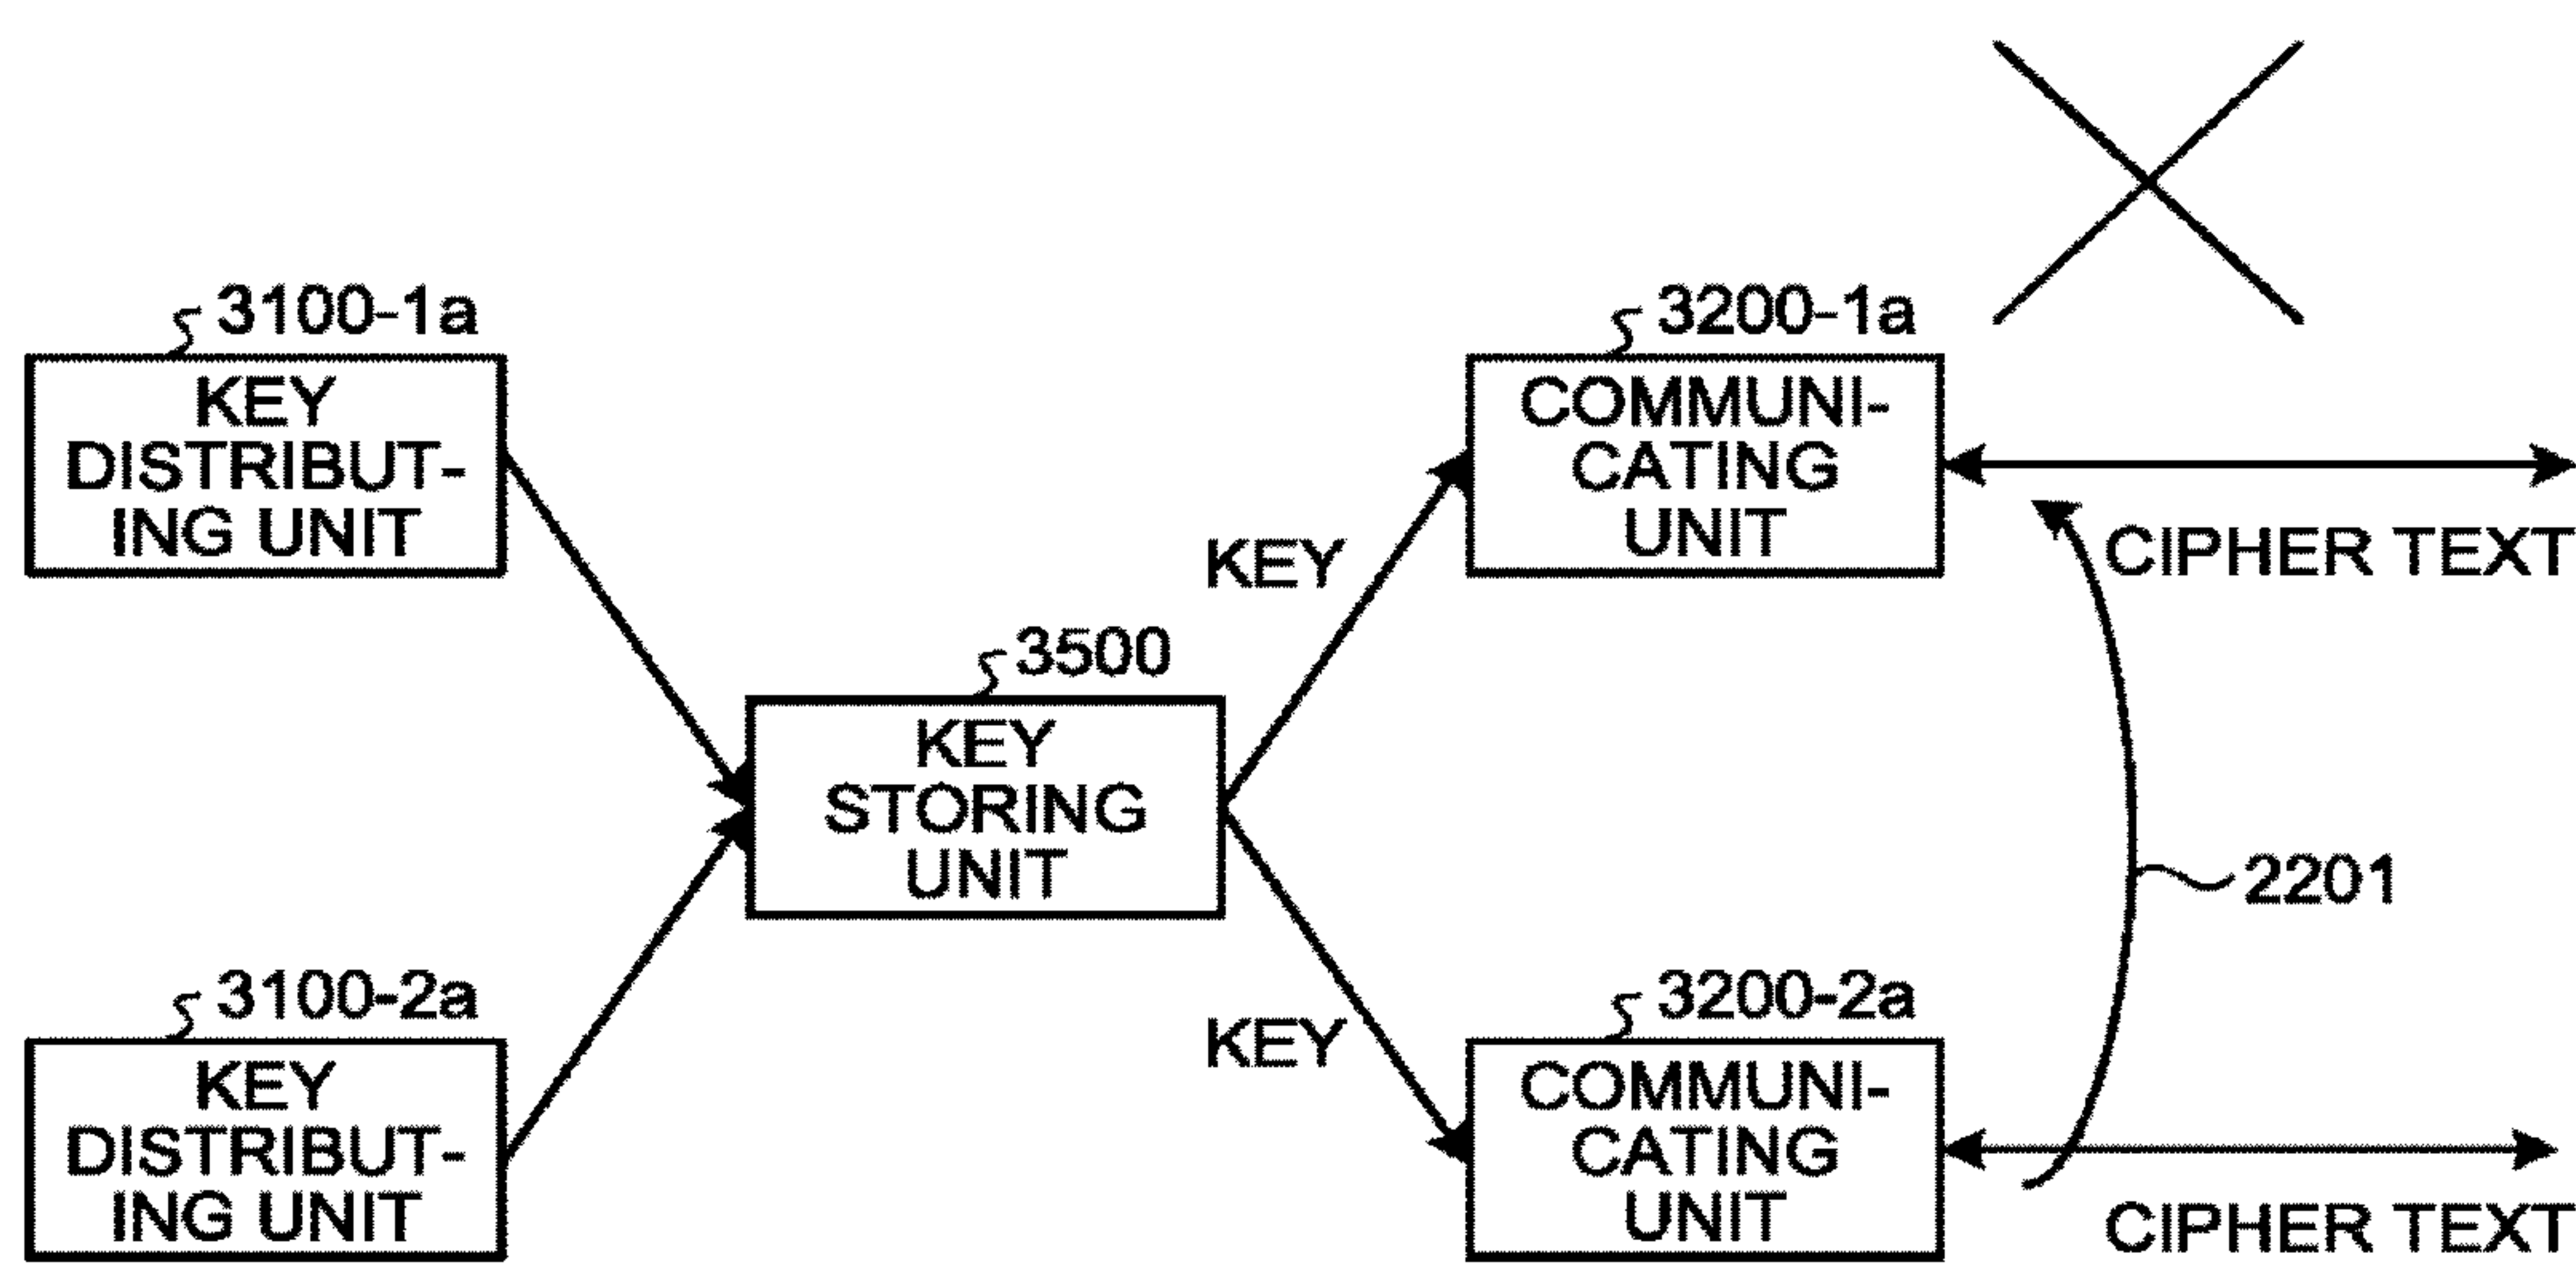 3100-1a
KEY
DISTRIBUT-
ING UNIT
3200-1a
COMMUNI-
CATING
UNIT
CIPHER TEXT
KEY
3500
KEY
STORING
UNIT
2201
3100-2a
KEY
DISTRIBUT-
ING UNIT
KEY
3200-2a
COMMUNI-
CATING
UNIT
CIPHER TEXT